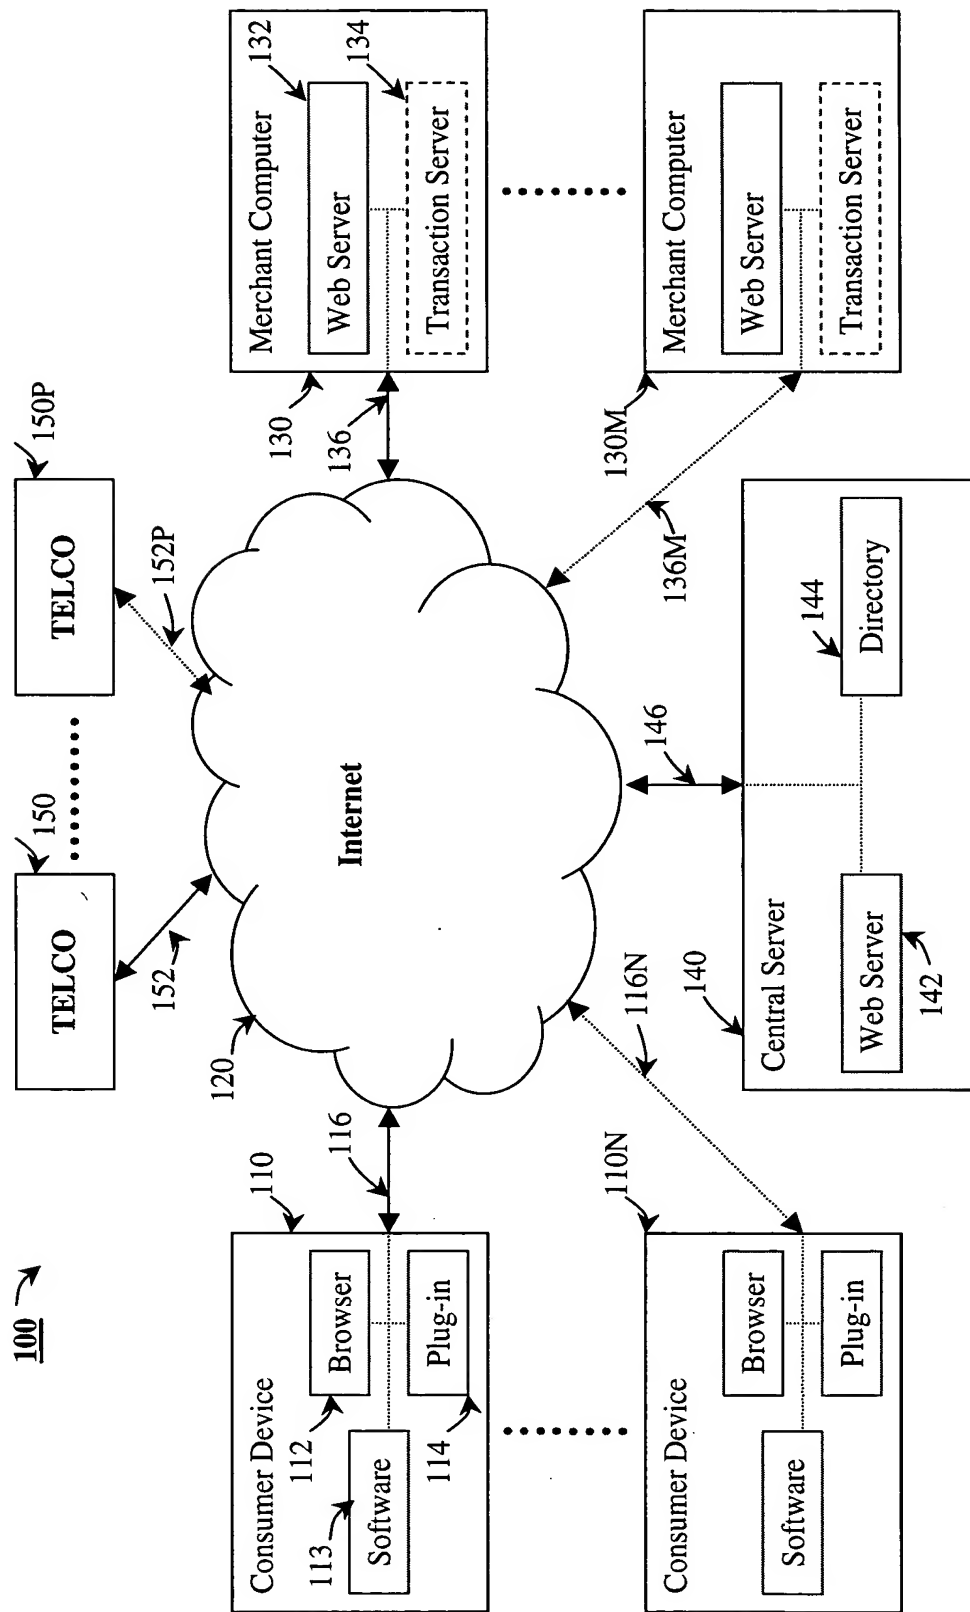 100
TELCO
150
TELCO
150P
152
152P
120
Internet
Consumer Device
110
112
Browser
113
Software
114
Plug-in
116
Merchant Computer
130
132
Web Server
134
Transaction Server
136
Consumer Device
110N
Browser
Software
Plug-in
116N
Central Server
140
Web Server
142
Directory
144
146
Merchant Computer
130M
Web Server
Transaction Server
136M